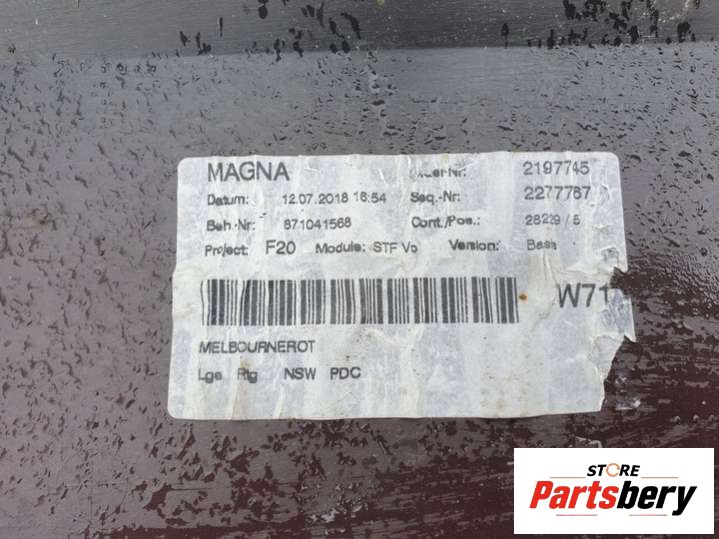 MAGNA 2197745
Datum: 12.07.2018 16:54 Seq.-Nr: 2277767
Beh.-Nr: 871041568 Cont./Pos.: 28229 / 5
Project: F20 Module: STF Vo Version: Basis
W71
MELBOURNEROT
Lge Rtg NSW PDC
STORE
Partsbery